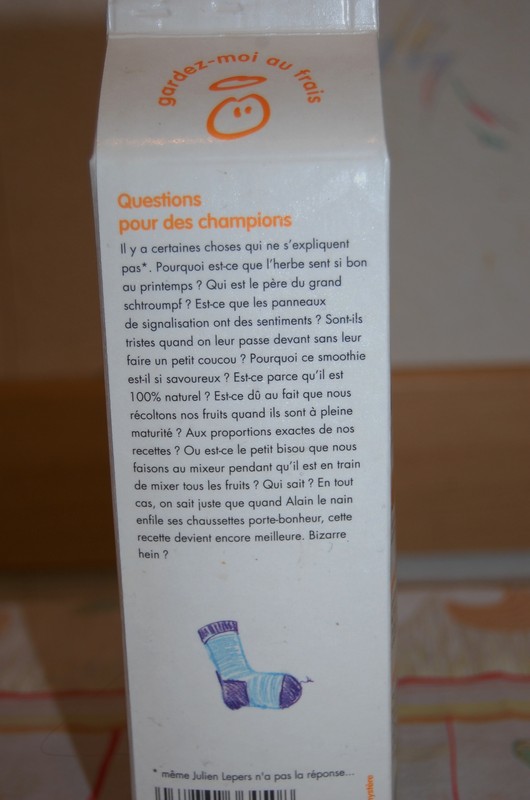 gardez-moi au frais
Questions
pour des champions
Il y a certaines choses qui ne s'expliquent
pas*. Pourquoi est-ce que l'herbe sent si bon
au printemps ? Qui est le père du grand
schtroumpf ? Est-ce que les panneaux
de signalisation ont des sentiments ? Sont-ils
tristes quand on leur passe devant sans leur
faire un petit coucou ? Pourquoi ce smoothie
est-il si savoureux ? Est-ce parce qu'il est
100% naturel ? Est-ce dû au fait que nous
récoltons nos fruits quand ils sont à pleine
maturité ? Aux proportions exactes de nos
recettes ? Ou est-ce le petit bisou que nous
faisons au mixeur pendant qu'il est en train
de mixer tous les fruits ? Qui sait ? En tout
cas, on sait juste que quand Alain le nain
enfile ses chaussettes porte-bonheur, cette
recette devient encore meilleure. Bizarre
hein ?
* même Julien Lepers n'a pas la réponse...